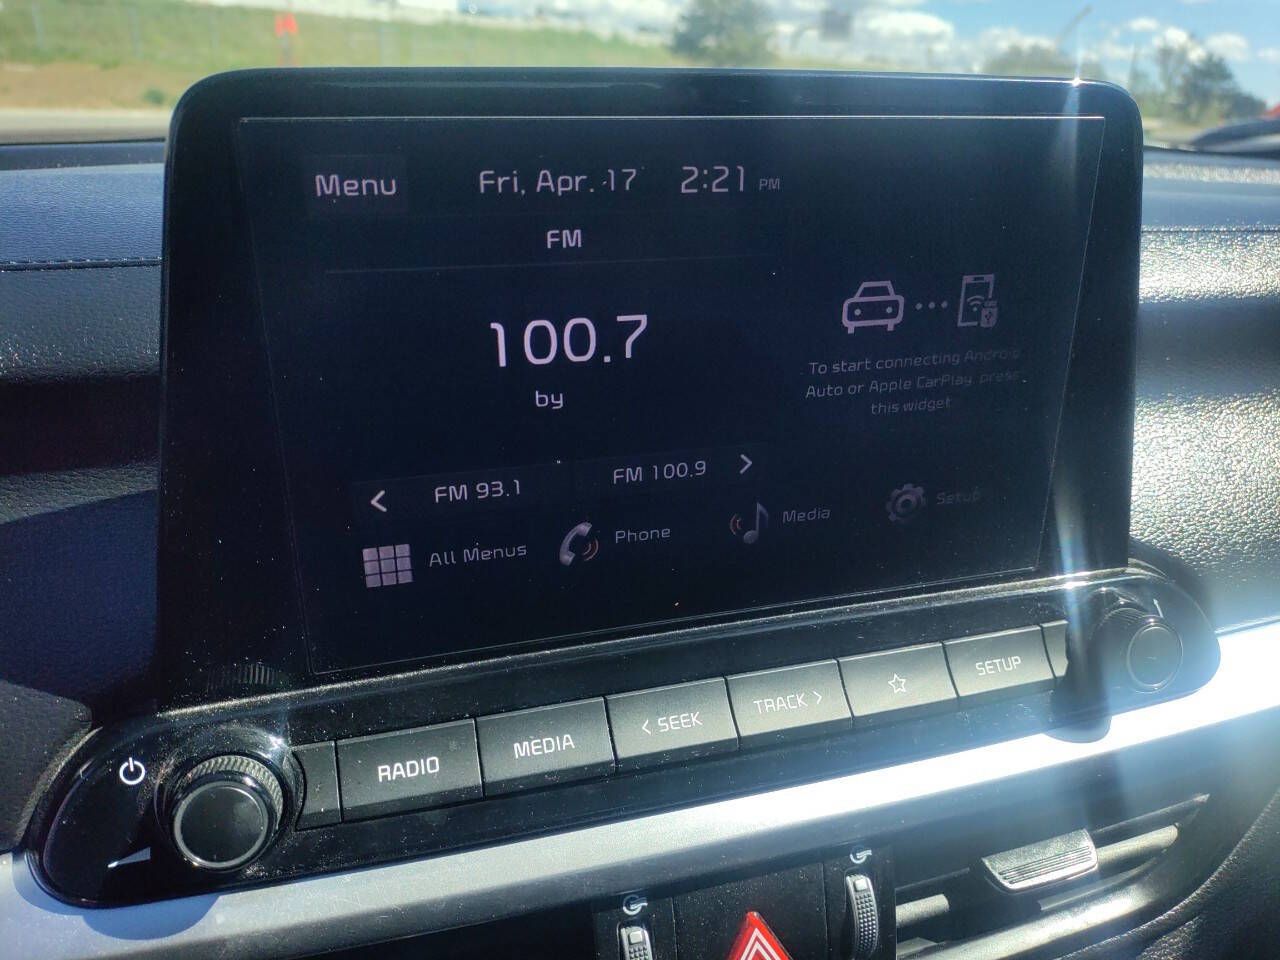 Menu Fri, Apr. 17 2:21 PM
FM
100.7
by
To start connecting Android
Auto or Apple CarPlay, press
this widget.
< FM 93.1 FM 100.9 >
All Menus Phone Media Setup
RADIO MEDIA < SEEK TRACK > SETUP